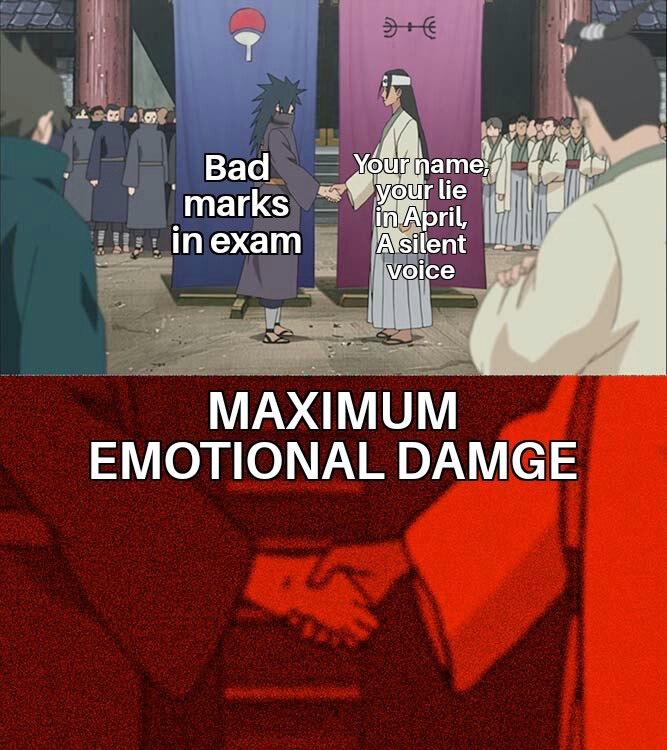 Bad
marks
in exam
Your name,
your lie
in April,
A silent
voice
MAXIMUM
EMOTIONAL DAMGE